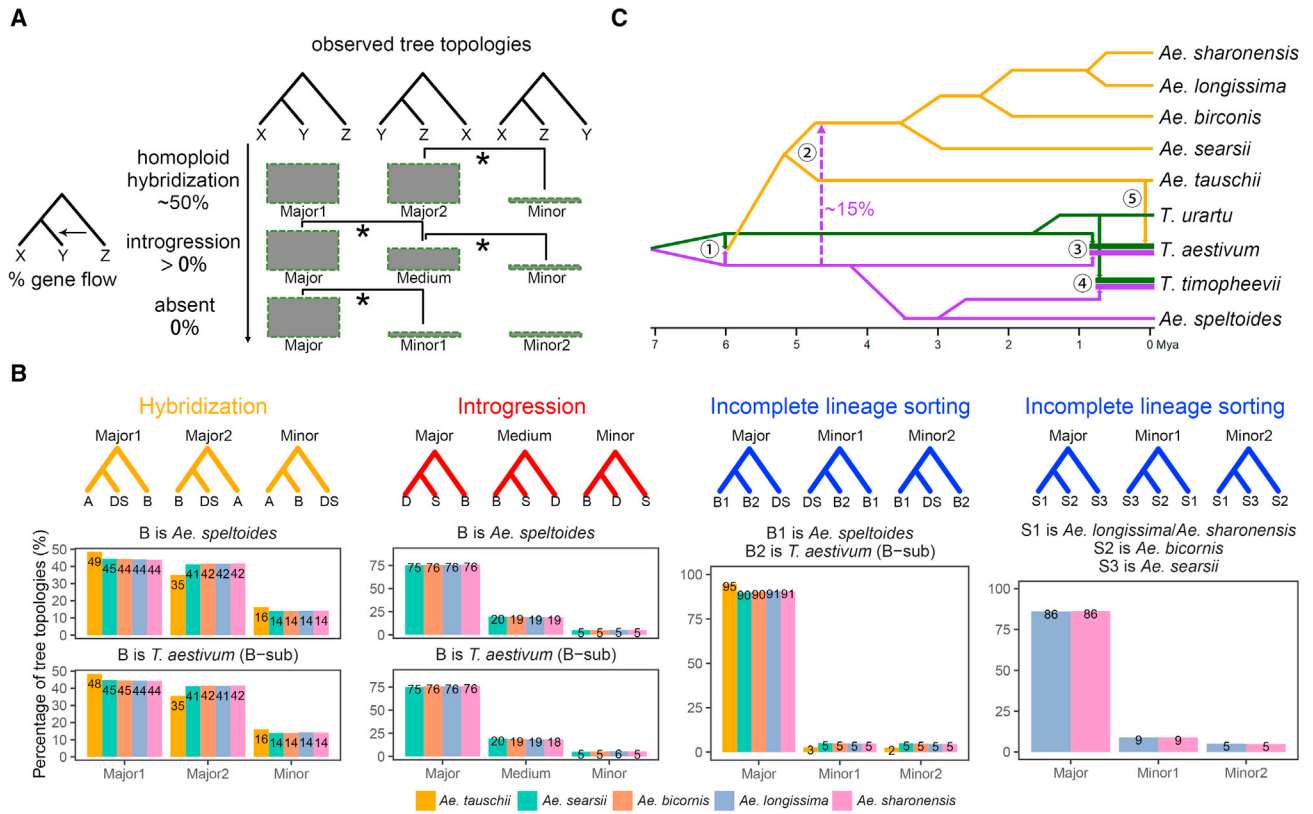 A
observed tree topologies
X Y Z Y Z X X Z Y
homoploid
hybridization
~50%
*
Major1 Major2 Minor
introgression
> 0%
* *
Major Medium Minor
absent
0%
*
Major Minor1 Minor2
X Y Z
% gene flow
C
Ae. sharonensis
Ae. longissima
Ae. birconis
Ae. searsii
Ae. tauschii
T. urartu
T. aestivum
T. timopheevii
Ae. speltoides
① ② ③ ④ ⑤
~15%
7 6 5 4 3 2 1 0 Mya
B
Hybridization
Major1 Major2 Minor
A DS B B DS A A B DS
B is Ae. speltoides
Percentage of tree topologies (%)
50
40
30
20
10
0
49 45 44 44 44 35 41 42 42 42 16 14 14 14 14
B is T. aestivum (B−sub)
50
40
30
20
10
0
48 45 45 44 44 35 41 42 41 42 16 14 14 14 14
Major1 Major2 Minor
Introgression
Major Medium Minor
D S B B S D B D S
B is Ae. speltoides
75
50
25
0
75 76 76 76 20 19 19 19 5 5 5 5
B is T. aestivum (B−sub)
75
50
25
0
75 76 76 76 20 19 19 18 5 5 6 5
Major Medium Minor
Incomplete lineage sorting
Major Minor1 Minor2
B1 B2 DS DS B2 B1 B1 DS B2
B1 is Ae. speltoides
B2 is T. aestivum (B−sub)
100
75
50
25
0
95 90 90 91 91 3 5 5 5 5 2 5 5 5 5
Major Minor1 Minor2
Incomplete lineage sorting
Major Minor1 Minor2
S1 S2 S3 S3 S2 S1 S1 S3 S2
S1 is Ae. longissima/Ae. sharonensis
S2 is Ae. bicornis
S3 is Ae. searsii
100
75
50
25
0
86 86 9 9 5 5
Major Minor1 Minor2
Ae. tauschii Ae. searsii Ae. bicornis Ae. longissima Ae. sharonensis